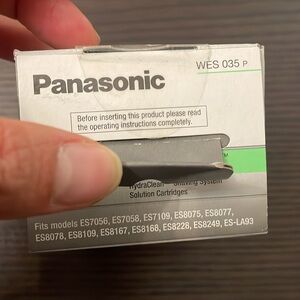 WES 035 P
Panasonic
Before inserting this product please read
the operating instructions completely.
HydraClean™ Shaving System
Solution Cartridges
Fits models ES7056, ES7058, ES7109, ES8075, ES8077,
ES8078, ES8109, ES8167, ES8168, ES8228, ES8249, ES-LA93